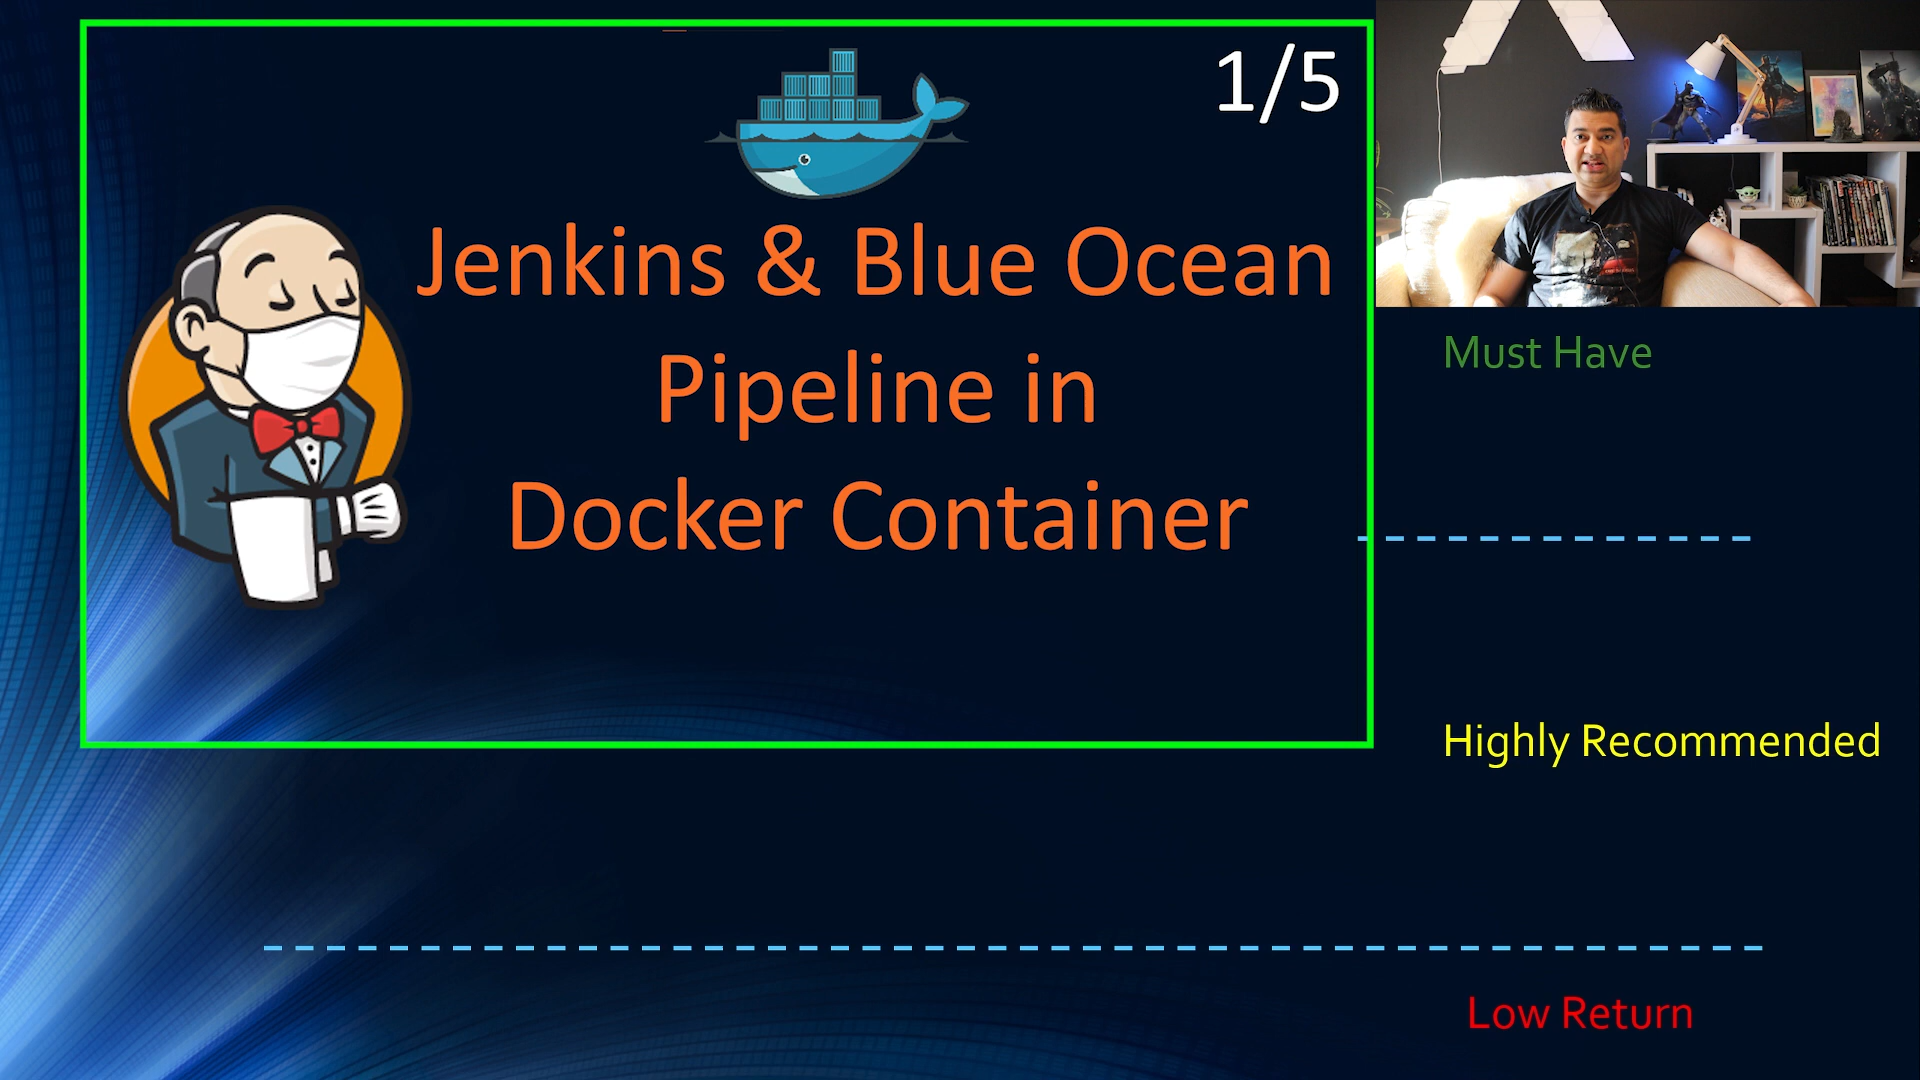 1/5
Jenkins & Blue Ocean
Pipeline in
Docker Container
Must Have
Highly Recommended
Low Return